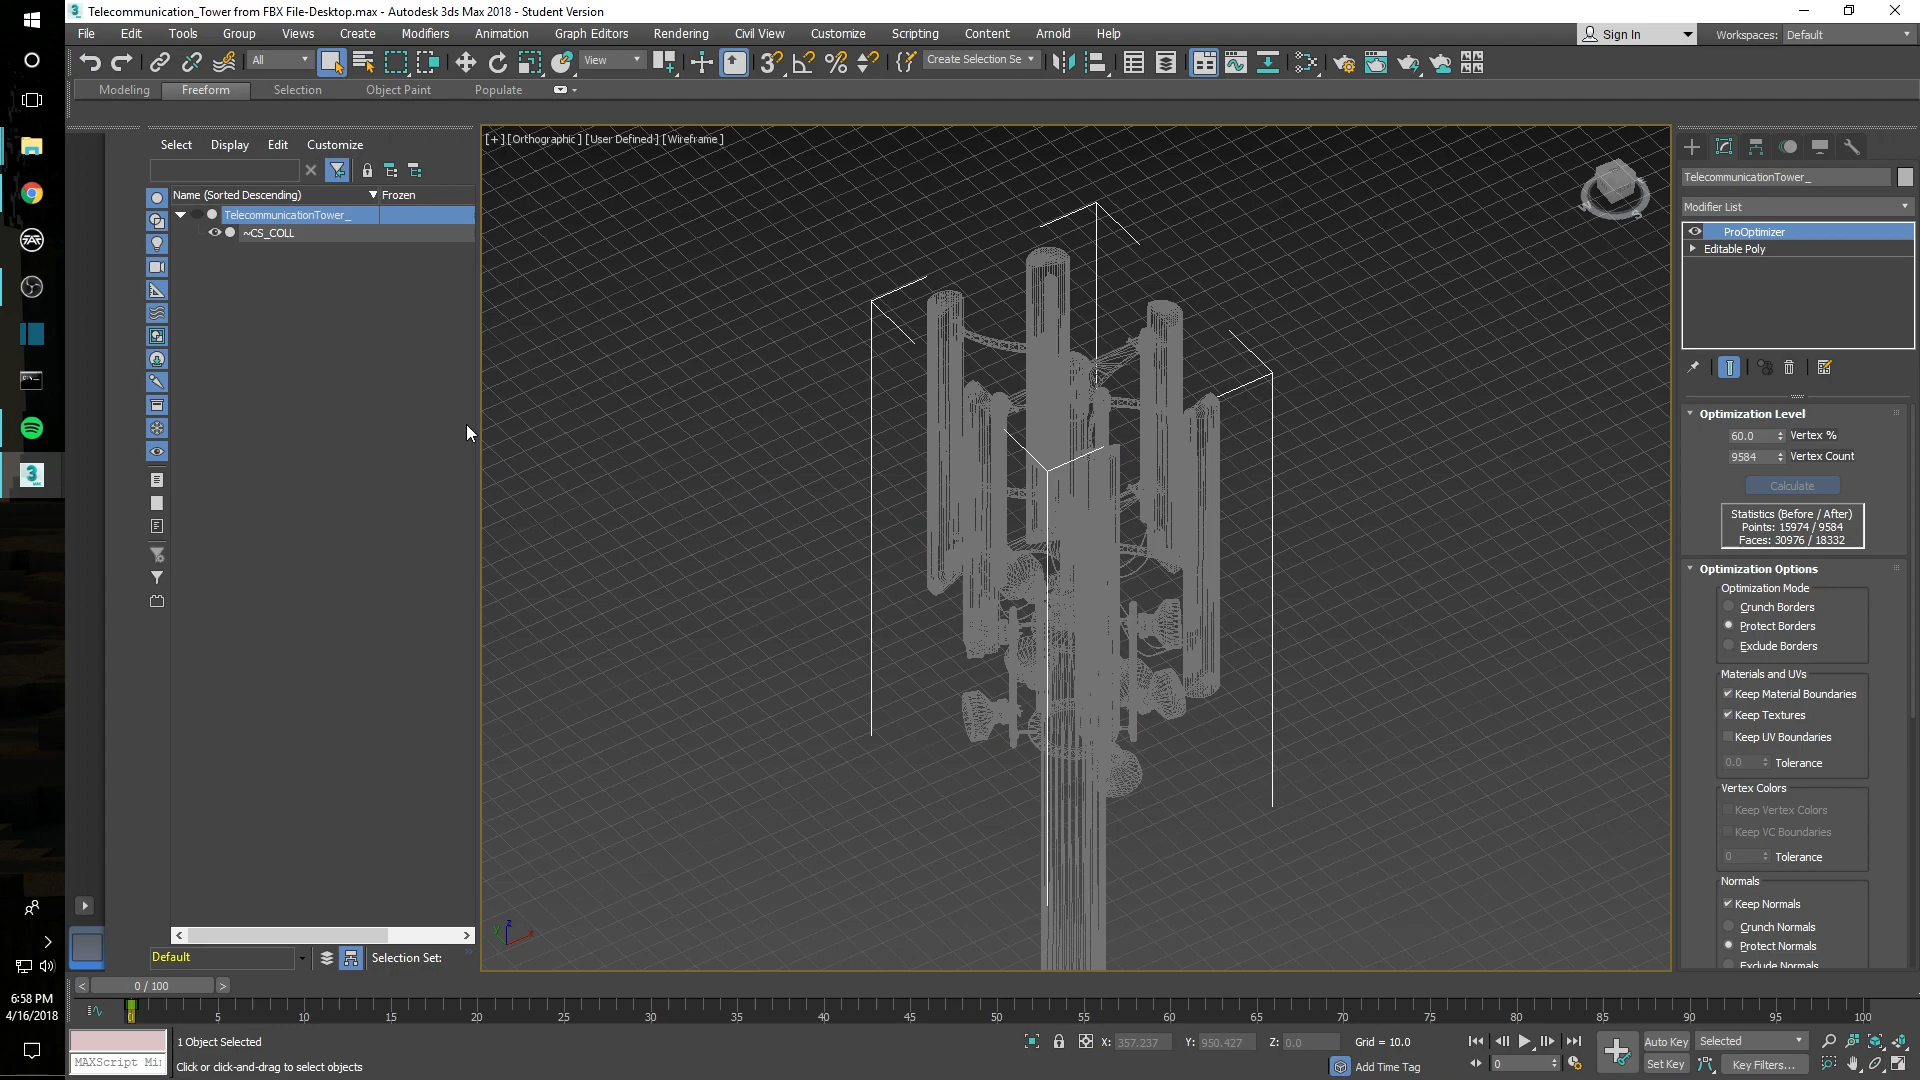 Telecommunication_Tower from FBX File-Desktop.max - Autodesk 3ds Max 2018 - Student Version
File Edit Tools Group Views Create Modifiers Animation Graph Editors Rendering Civil View Customize Scripting Content Arnold Help
Sign In
Workspaces: Default
All
View
Create Selection Se
Modeling Freeform Selection Object Paint Populate
Select Display Edit Customize
Name (Sorted Descending) Frozen
TelecommunicationTower_
~CS_COLL
[+] [Orthographic] [User Defined] [Wireframe]
TelecommunicationTower_
Modifier List
ProOptimizer
Editable Poly
Optimization Level
60.0 Vertex %
9584 Vertex Count
Calculate
Statistics (Before / After)
Points: 15974 / 9584
Faces: 30976 / 18332
Optimization Options
Optimization Mode
Crunch Borders
Protect Borders
Exclude Borders
Materials and UVs
Keep Material Boundaries
Keep Textures
Keep UV Boundaries
0.0 Tolerance
Vertex Colors
Keep Vertex Colors
Keep VC Boundaries
0 Tolerance
Normals
Keep Normals
Crunch Normals
Protect Normals
Exclude Normals
Default
Selection Set:
0 / 100
0 5 10 15 20 25 30 35 40 45 50 55 60 65 70 75 80 85 90 95 100
1 Object Selected
Click or click-and-drag to select objects
MAXScript Mi
X: 357.237 Y: 950.427 Z: 0.0 Grid = 10.0
Add Time Tag
0
Auto Key Selected
Set Key Key Filters...
6:58 PM
4/16/2018